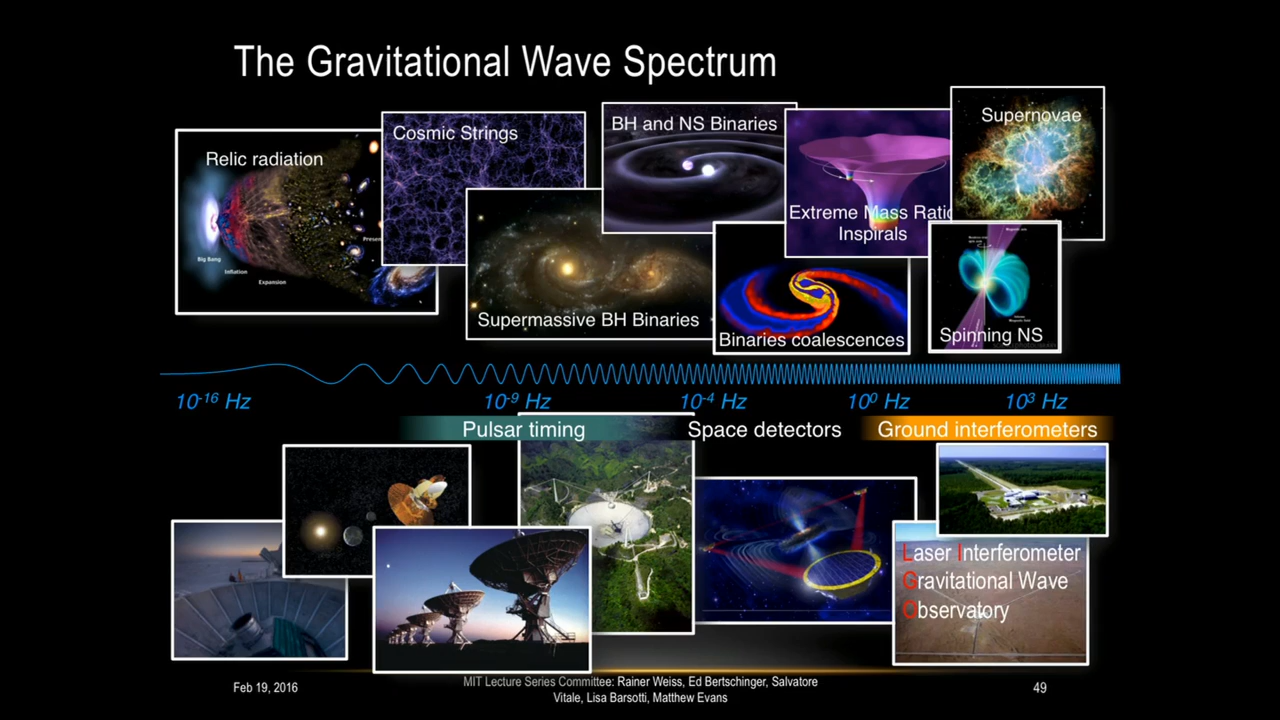 The Gravitational Wave Spectrum
Relic radiation
Big Bang
Inflation
Expansion
Cosmic Strings
BH and NS Binaries
Supermassive BH Binaries
Extreme Mass Ratio
Inspirals
Binaries coalescences
Supernovae
Spinning NS
10⁻¹⁶ Hz
10⁻⁹ Hz
10⁻⁴ Hz
10⁰ Hz
10³ Hz
Pulsar timing
Space detectors
Ground interferometers
Laser Interferometer
Gravitational Wave
Observatory
Feb 19, 2016
MIT Lecture Series Committee: Rainer Weiss, Ed Bertschinger, Salvatore
Vitale, Lisa Barsotti, Matthew Evans
49